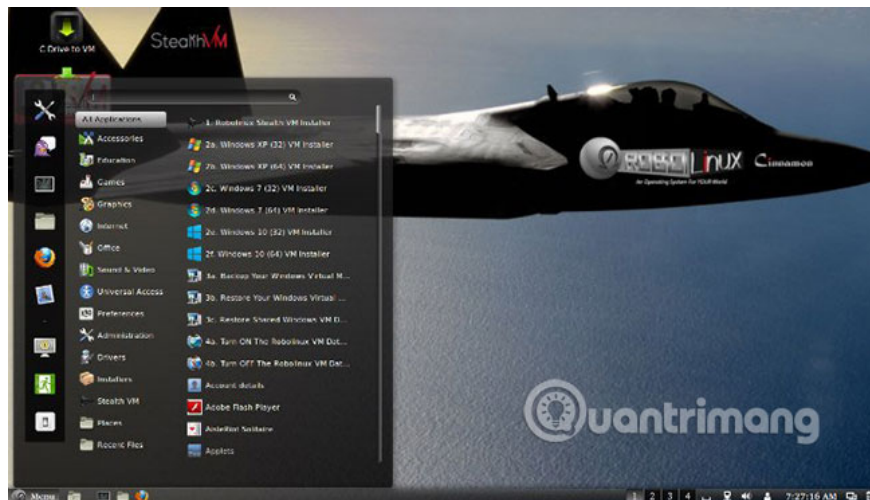 C Drive to VM
StealthVM
All Applications
Accessories
Education
Games
Graphics
Internet
Office
Sound & Video
Universal Access
Preferences
Administration
Drivers
Installers
Stealth VM
Places
Recent Files
1. Robolinux Stealth VM Installer
2a. Windows XP (32) VM Installer
2b. Windows XP (64) VM Installer
2c. Windows 7 (32) VM Installer
2d. Windows 7 (64) VM Installer
2e. Windows 10 (32) VM Installer
2f. Windows 10 (64) VM Installer
3a. Backup Your Windows Virtual M...
3b. Restore Your Windows Virtual ...
3c. Restore Shared Windows VM D...
4a. Turn ON The Robolinux VM Dat...
4b. Turn OFF The Robolinux VM Dat...
Account details
Adobe Flash Player
AisleRiot Solitaire
Applets
ROBOLINUX Cinnamon
An Operating System For YOUR World
Quantrimang
Menu
1 2 3 4 7:27:16 AM